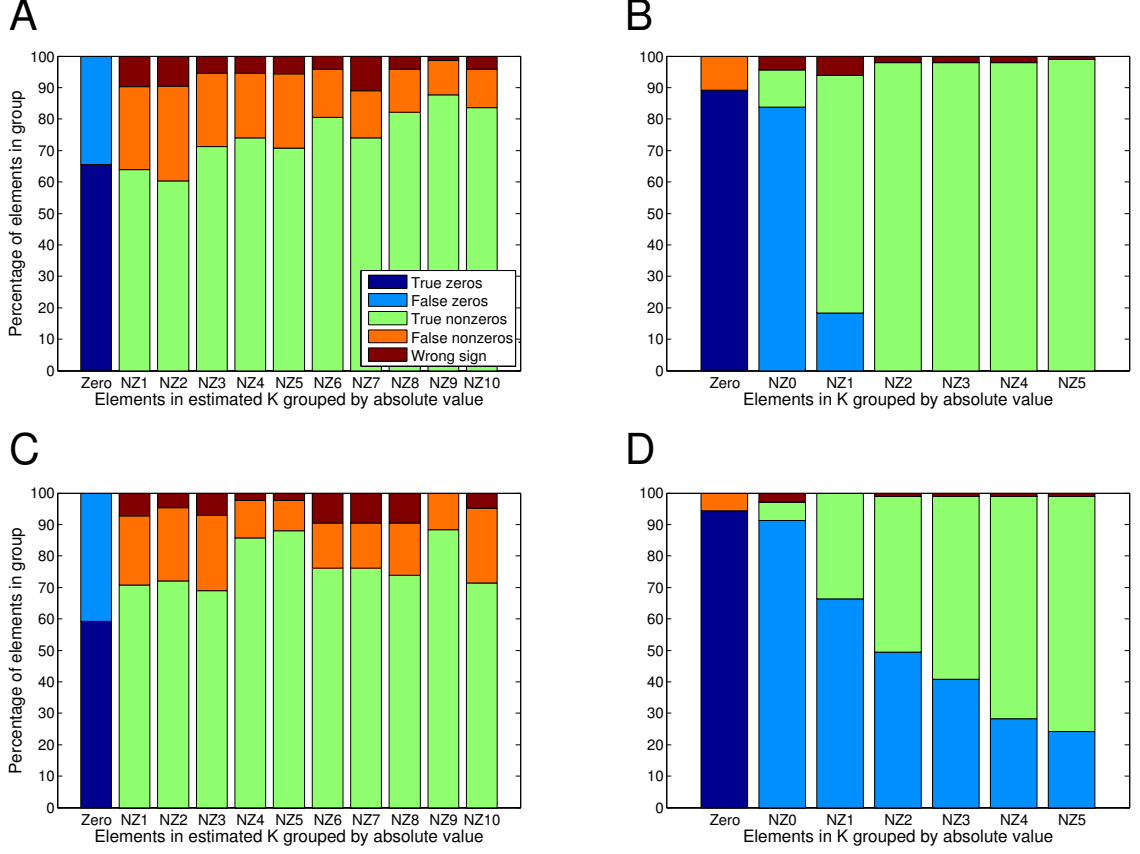 A
B
100
90
80
70
60
50
40
30
20
10
0
Percentage of elements in group
True zeros
False zeros
True nonzeros
False nonzeros
Wrong sign
Zero NZ1 NZ2 NZ3 NZ4 NZ5 NZ6 NZ7 NZ8 NZ9 NZ10
Elements in estimated K grouped by absolute value
100
90
80
70
60
50
40
30
20
10
0
Zero NZ0 NZ1 NZ2 NZ3 NZ4 NZ5
Elements in K grouped by absolute value
C
D
100
90
80
70
60
50
40
30
20
10
0
Percentage of elements in group
Zero NZ1 NZ2 NZ3 NZ4 NZ5 NZ6 NZ7 NZ8 NZ9 NZ10
Elements in estimated K grouped by absolute value
100
90
80
70
60
50
40
30
20
10
0
Zero NZ0 NZ1 NZ2 NZ3 NZ4 NZ5
Elements in K grouped by absolute value